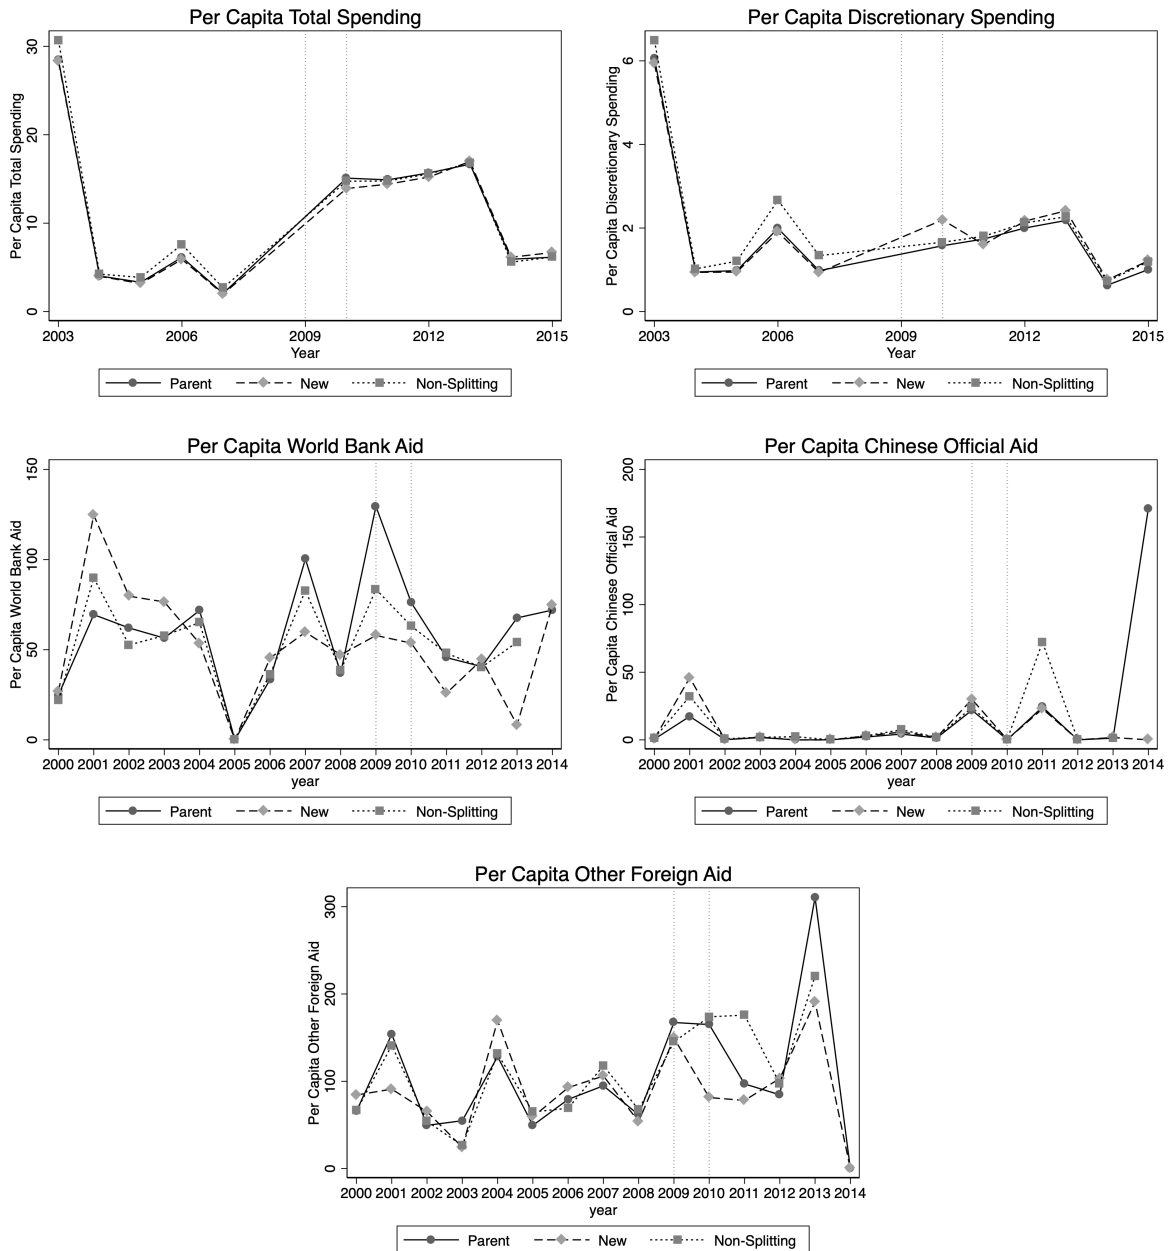 Per Capita Total Spending
Per Capita Total Spending
30
20
10
0
2003 2006 2009 2012 2015
Year
Parent New Non-Splitting
Per Capita Discretionary Spending
Per Capita Discretionary Spending
6
4
2
0
2003 2006 2009 2012 2015
Year
Parent New Non-Splitting
Per Capita World Bank Aid
Per Capita World Bank Aid
150
100
50
0
2000 2001 2002 2003 2004 2005 2006 2007 2008 2009 2010 2011 2012 2013 2014
year
Parent New Non-Splitting
Per Capita Chinese Official Aid
Per Capita Chinese Official Aid
200
150
100
50
0
2000 2001 2002 2003 2004 2005 2006 2007 2008 2009 2010 2011 2012 2013 2014
year
Parent New Non-Splitting
Per Capita Other Foreign Aid
Per Capita Other Foreign Aid
300
200
100
0
2000 2001 2002 2003 2004 2005 2006 2007 2008 2009 2010 2011 2012 2013 2014
year
Parent New Non-Splitting